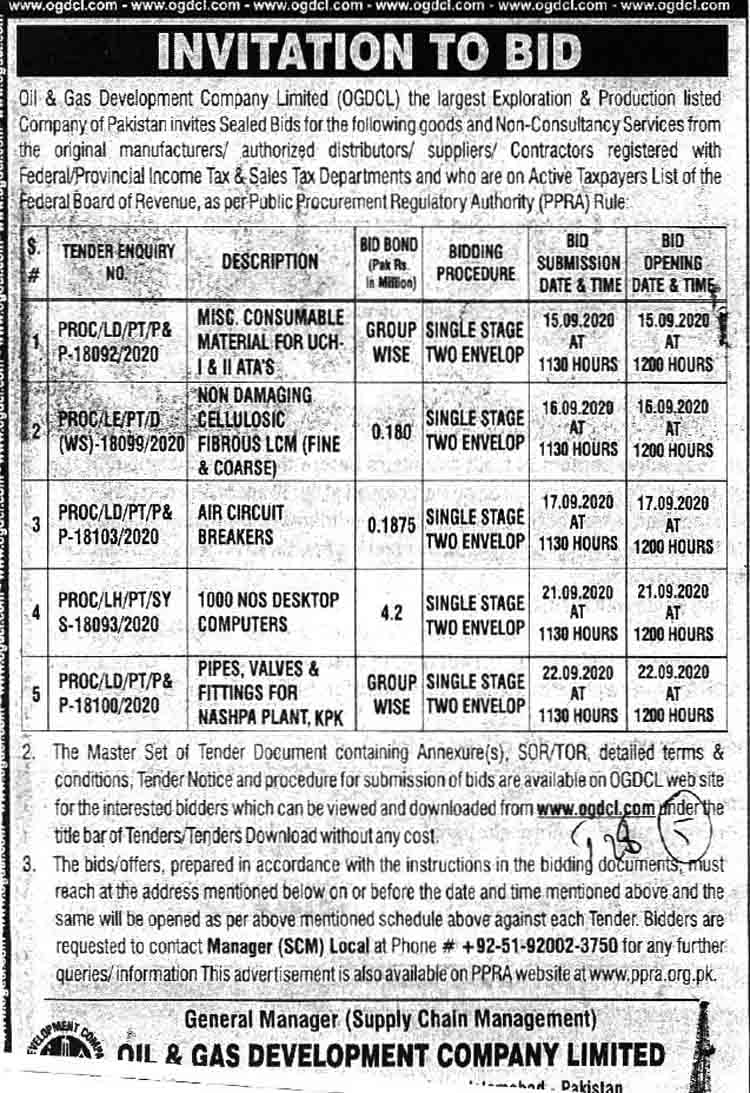 www.ogdcl.com - www.ogdcl.com - www.ogdcl.com - www.ogdcl.com - www.ogdcl.com - www.ogdcl.com
INVITATION TO BID
Oil & Gas Development Company Limited (OGDCL) the largest Exploration & Production listed
Company of Pakistan invites Sealed Bids for the following goods and Non-Consultancy Services from
the original manufacturers/ authorized distributors/ suppliers/ Contractors registered with
Federal/Provincial Income Tax & Sales Tax Departments and who are on Active Taxpayers List of the
Federal Board of Revenue, as per Public Procurement Regulatory Authority (PPRA) Rule:
S. # TENDER ENQUIRY NO. DESCRIPTION BID BOND (Pak Rs. in Million) BIDDING PROCEDURE BID SUBMISSION DATE & TIME BID OPENING DATE & TIME
1 PROC/LD/PT/P& P-18092/2020 MISC. CONSUMABLE MATERIAL FOR UCH-I & II ATA'S GROUP WISE SINGLE STAGE TWO ENVELOP 15.09.2020 AT 1130 HOURS 15.09.2020 AT 1200 HOURS
2 PROC/LE/PT/D (WS)-18099/2020 NON DAMAGING CELLULOSIC FIBROUS LCM (FINE & COARSE) 0.180 SINGLE STAGE TWO ENVELOP 16.09.2020 AT 1130 HOURS 16.09.2020 AT 1200 HOURS
3 PROC/LD/PT/P& P-18103/2020 AIR CIRCUIT BREAKERS 0.1875 SINGLE STAGE TWO ENVELOP 17.09.2020 AT 1130 HOURS 17.09.2020 AT 1200 HOURS
4 PROC/LH/PT/SY S-18093/2020 1000 NOS DESKTOP COMPUTERS 4.2 SINGLE STAGE TWO ENVELOP 21.09.2020 AT 1130 HOURS 21.09.2020 AT 1200 HOURS
5 PROC/LD/PT/P& P-18100/2020 PIPES, VALVES & FITTINGS FOR NASHPA PLANT, KPK GROUP WISE SINGLE STAGE TWO ENVELOP 22.09.2020 AT 1130 HOURS 22.09.2020 AT 1200 HOURS
2. The Master Set of Tender Document containing Annexure(s), SOR/TOR, detailed terms &
conditions, Tender Notice and procedure for submission of bids are available on OGDCL web site
for the interested bidders which can be viewed and downloaded from www.ogdcl.com under the
title bar of Tenders/Tenders Download without any cost.
28 5
3. The bids/offers, prepared in accordance with the instructions in the bidding documents, must
reach at the address mentioned below on or before the date and time mentioned above and the
same will be opened as per above mentioned schedule above against each Tender. Bidders are
requested to contact Manager (SCM) Local at Phone # +92-51-92002-3750 for any further
queries/ information This advertisement is also available on PPRA website at www.ppra.org.pk.
General Manager (Supply Chain Management)
OIL & GAS DEVELOPMENT COMPANY LIMITED
Islamabad - Pakistan